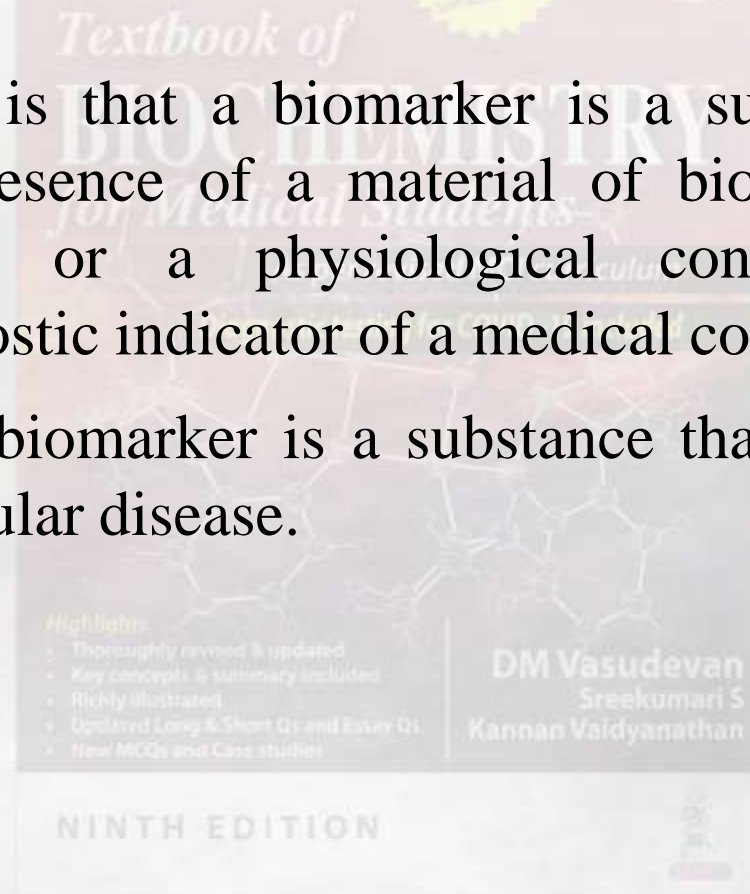 Textbook of
BIOCHEMISTRY
for Medical Students
is that a biomarker is a su
esence of a material of bio
or a physiological con
ostic indicator of a medical co
biomarker is a substance tha
ular disease.
Highlights
• Thoroughly revised & updated
• Key concepts & summary included
• Richly illustrated
• Updated Long & Short Qs and Essay Qs
• New MCQs and Case studies
DM Vasudevan
Sreekumari S
Kannan Vaidyanathan
NINTH EDITION